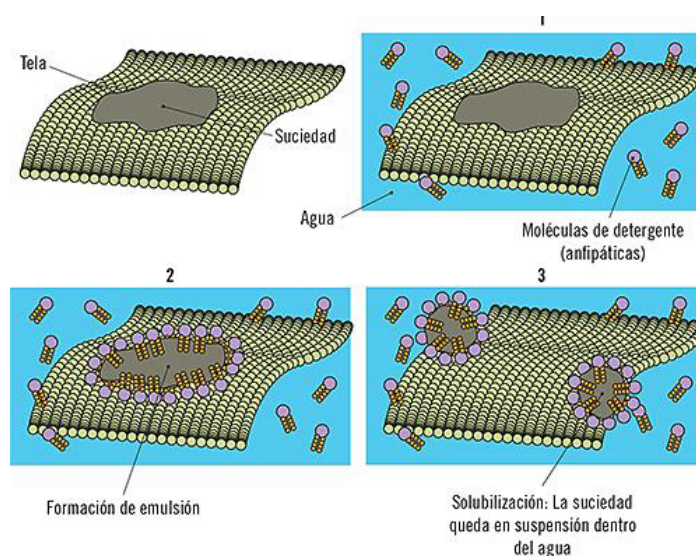 1
Tela
Suciedad
Agua
Moléculas de detergente
(anfipáticas)
2
3
Formación de emulsión
Solubilización: La suciedad
queda en suspensión dentro
del agua